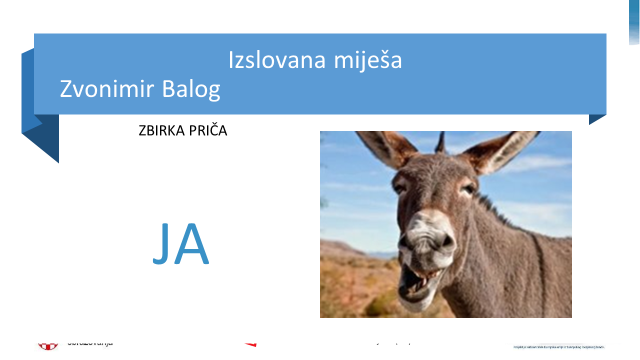 Izslovana miješa
Zvonimir Balog
ZBIRKA PRIČA
JA